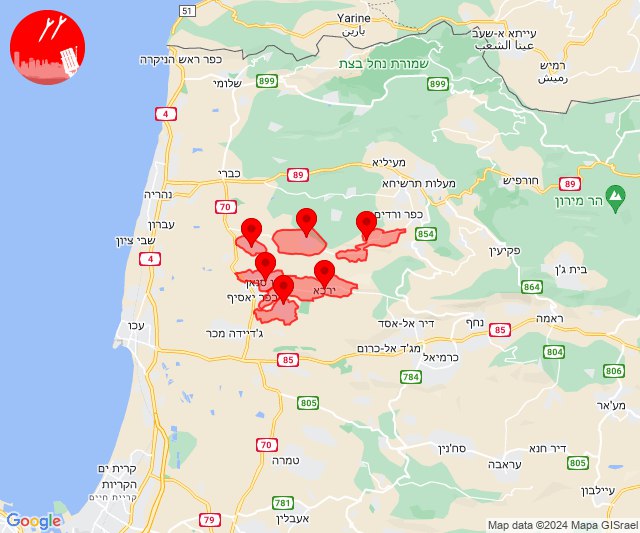 51
Yarine
يارين
עייתא א-שעב
عيتا الشعب
רמיש
رميش
כפר ראש הניקרה
שמורת נחל בצת
899
שלומי
899
4
מעיליא
89
כברי
מעלות תרשיחא
חורפיש
89
נהריה
הר מירון
70
כפר ורדים
עברון
854
שבי ציון
פקיעין
4
בית ג'ן
סנאן
ירכא
864
כפר יאסיף
עכו
ג'דיידה מכר
דיר אל-אסד
נחף
ראמה
85
מג'ד אל-כרום
85
כרמיאל
804
806
784
805
מע'אר
70
סח'נין
דיר חנא
טמרה
עראבה
805
קרית ים
הקריות
קריית חיים
781
עיילבון
79
אעבלין
Google
Map data ©2024 Mapa GISrael